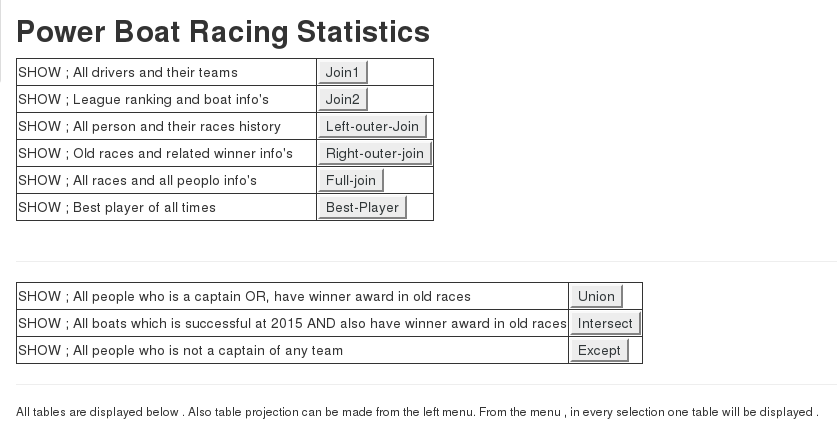 Power Boat Racing Statistics
SHOW ; All drivers and their teams Join1
SHOW ; League ranking and boat info's Join2
SHOW ; All person and their races history Left-outer-Join
SHOW ; Old races and related winner info's Right-outer-join
SHOW ; All races and all peoplo info's Full-join
SHOW ; Best player of all times Best-Player
SHOW ; All people who is a captain OR, have winner award in old races Union
SHOW ; All boats which is successful at 2015 AND also have winner award in old races Intersect
SHOW ; All people who is not a captain of any team Except
All tables are displayed below . Also table projection can be made from the left menu. From the menu , in every selection one table will be displayed .